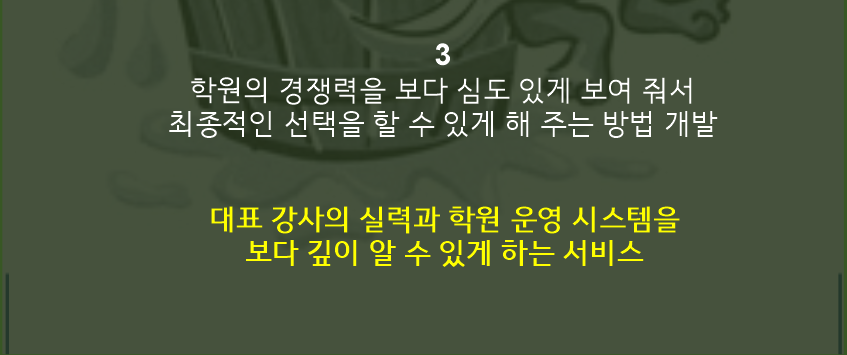 3
학원의 경쟁력을 보다 심도 있게 보여 줘서
최종적인 선택을 할 수 있게 해 주는 방법 개발
대표 강사의 실력과 학원 운영 시스템을
보다 깊이 알 수 있게 하는 서비스